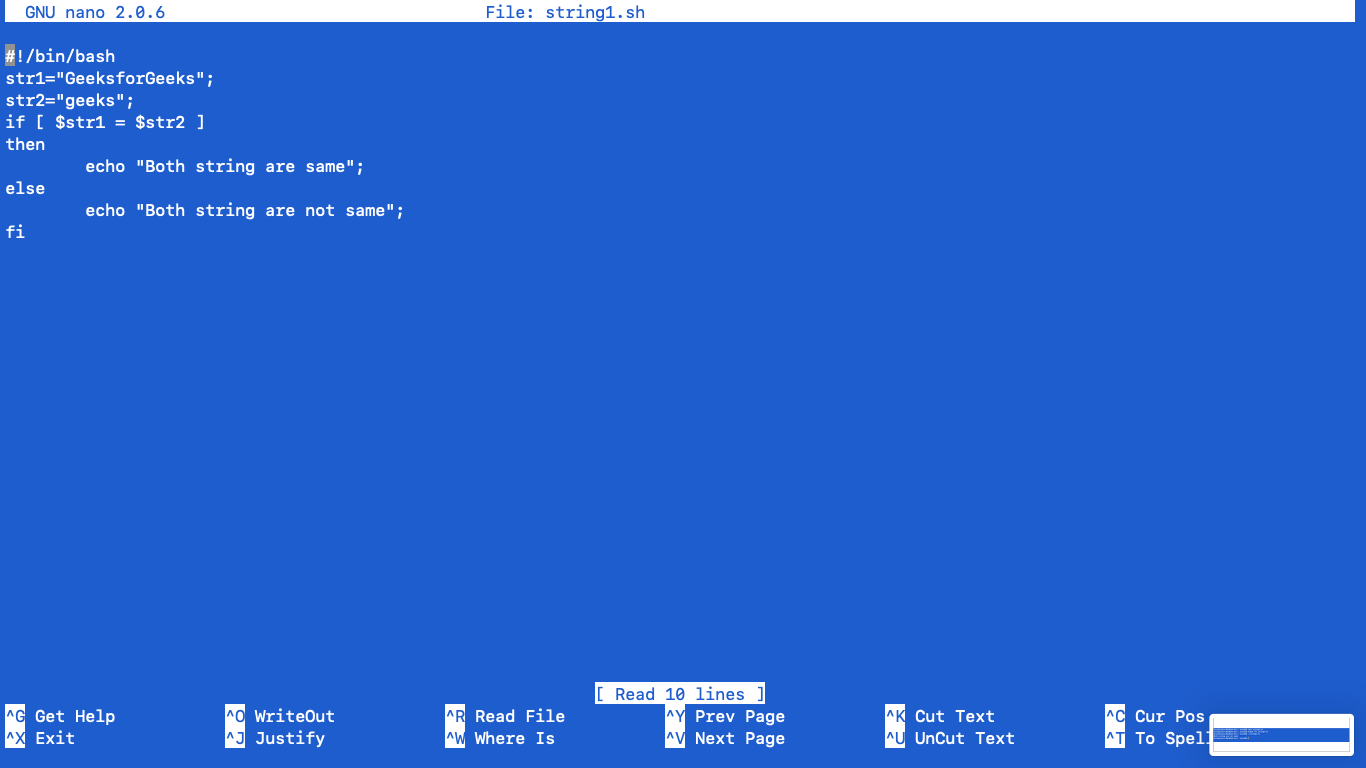 GNU nano 2.0.6 File: string1.sh
#!/bin/bash
str1="GeeksforGeeks";
str2="geeks";
if [ $str1 = $str2 ]
then
        echo "Both string are same";
else
        echo "Both string are not same";
fi
[ Read 10 lines ]
^G Get Help ^O WriteOut ^R Read File ^Y Prev Page ^K Cut Text ^C Cur Pos
^X Exit ^J Justify ^W Where Is ^V Next Page ^U UnCut Text ^T To Spel